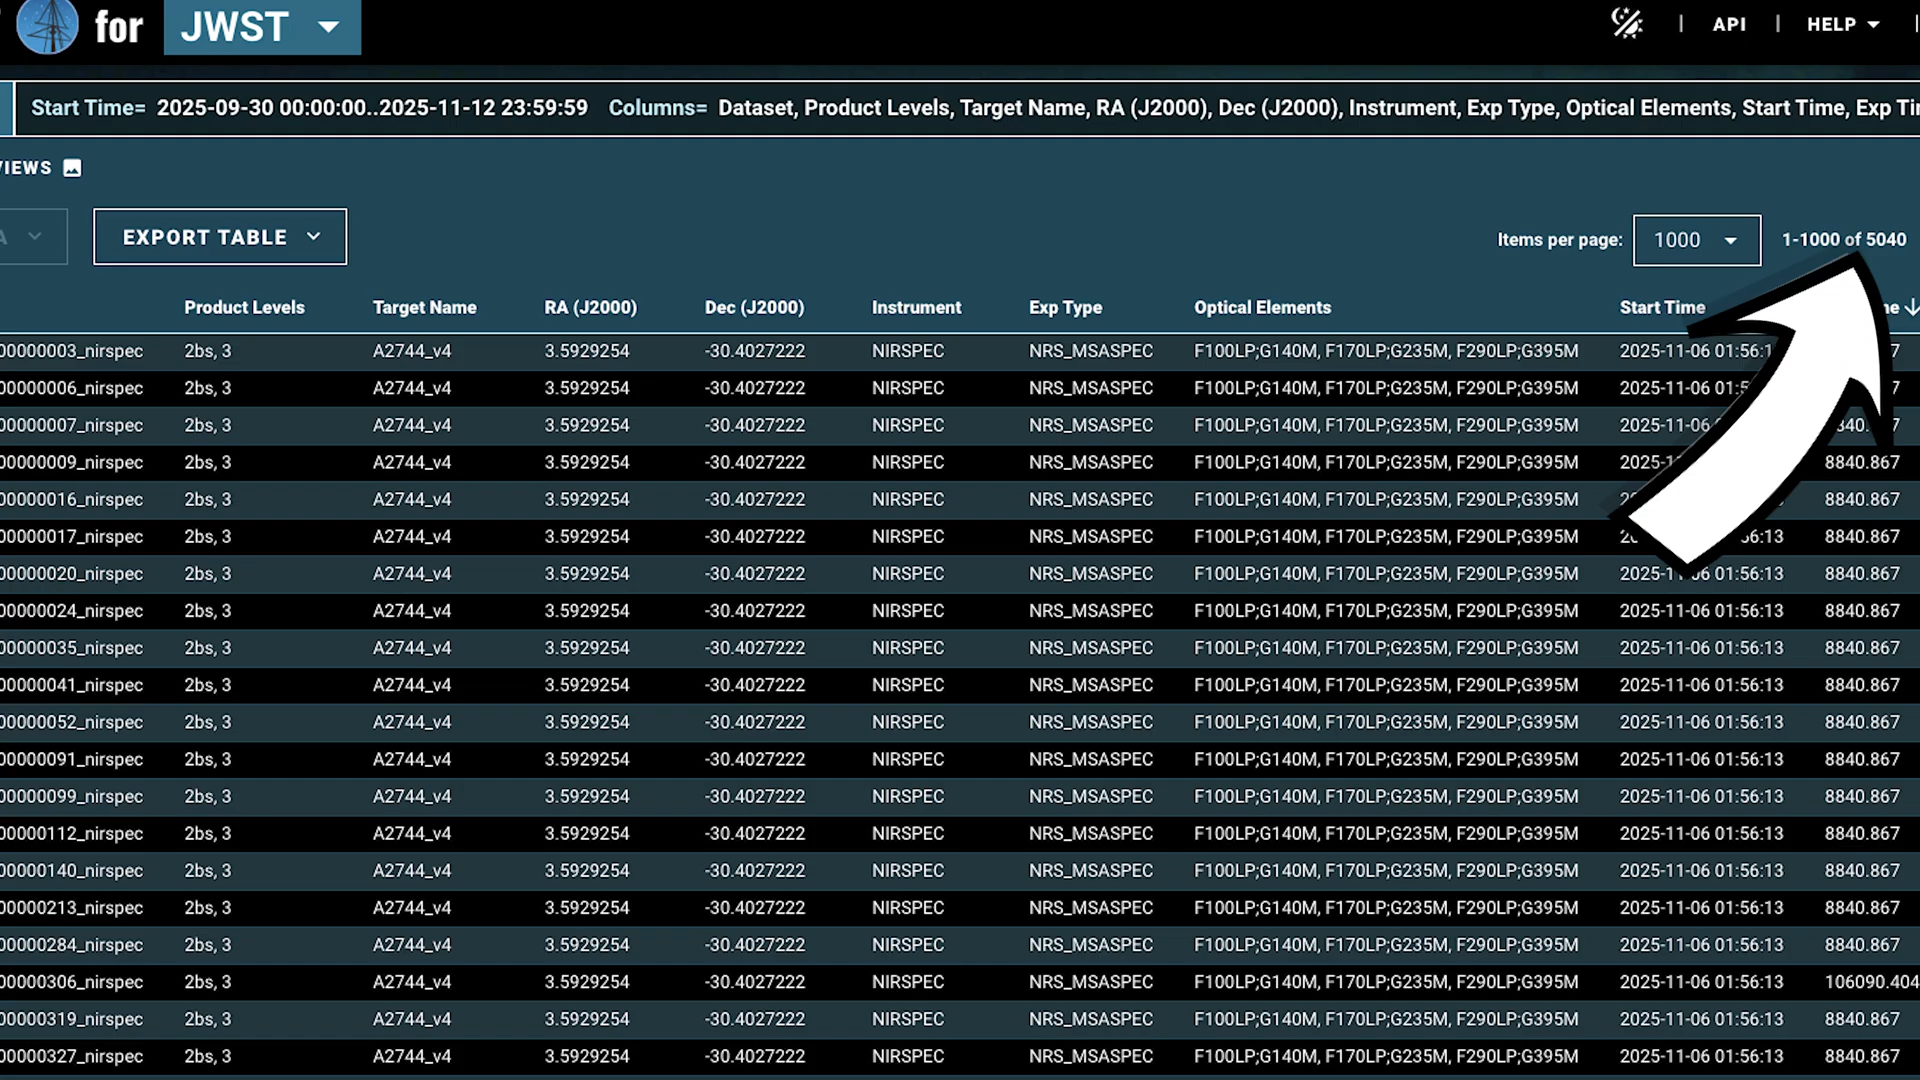 for JWST API HELP
Start Time= 2025-09-30 00:00:00..2025-11-12 23:59:59 Columns= Dataset, Product Levels, Target Name, RA (J2000), Dec (J2000), Instrument, Exp Type, Optical Elements, Start Time, Exp
EXPORT TABLE Items per page: 1000 1-1000 of 5040
Product Levels Target Name RA (J2000) Dec (J2000) Instrument Exp Type Optical Elements Start Time
00000003_nirspec 2bs, 3 A2744_v4 3.5929254 -30.4027222 NIRSPEC NRS_MSASPEC F100LP;G140M, F170LP;G235M, F290LP;G395M 2025-11-06
00000006_nirspec 2bs, 3 A2744_v4 3.5929254 -30.4027222 NIRSPEC NRS_MSASPEC F100LP;G140M, F170LP;G235M, F290LP;G395M 2025-11-06
00000007_nirspec 2bs, 3 A2744_v4 3.5929254 -30.4027222 NIRSPEC NRS_MSASPEC F100LP;G140M, F170LP;G235M, F290LP;G395M 2025-11-06
00000009_nirspec 2bs, 3 A2744_v4 3.5929254 -30.4027222 NIRSPEC NRS_MSASPEC F100LP;G140M, F170LP;G235M, F290LP;G395M 8840.867
00000016_nirspec 2bs, 3 A2744_v4 3.5929254 -30.4027222 NIRSPEC NRS_MSASPEC F100LP;G140M, F170LP;G235M, F290LP;G395M 8840.867
00000017_nirspec 2bs, 3 A2744_v4 3.5929254 -30.4027222 NIRSPEC NRS_MSASPEC F100LP;G140M, F170LP;G235M, F290LP;G395M 8840.867
00000020_nirspec 2bs, 3 A2744_v4 3.5929254 -30.4027222 NIRSPEC NRS_MSASPEC F100LP;G140M, F170LP;G235M, F290LP;G395M 2025-11-06 01:56:13 8840.867
00000024_nirspec 2bs, 3 A2744_v4 3.5929254 -30.4027222 NIRSPEC NRS_MSASPEC F100LP;G140M, F170LP;G235M, F290LP;G395M 2025-11-06 01:56:13 8840.867
00000035_nirspec 2bs, 3 A2744_v4 3.5929254 -30.4027222 NIRSPEC NRS_MSASPEC F100LP;G140M, F170LP;G235M, F290LP;G395M 2025-11-06 01:56:13 8840.867
00000041_nirspec 2bs, 3 A2744_v4 3.5929254 -30.4027222 NIRSPEC NRS_MSASPEC F100LP;G140M, F170LP;G235M, F290LP;G395M 2025-11-06 01:56:13 8840.867
00000052_nirspec 2bs, 3 A2744_v4 3.5929254 -30.4027222 NIRSPEC NRS_MSASPEC F100LP;G140M, F170LP;G235M, F290LP;G395M 2025-11-06 01:56:13 8840.867
00000091_nirspec 2bs, 3 A2744_v4 3.5929254 -30.4027222 NIRSPEC NRS_MSASPEC F100LP;G140M, F170LP;G235M, F290LP;G395M 2025-11-06 01:56:13 8840.867
00000099_nirspec 2bs, 3 A2744_v4 3.5929254 -30.4027222 NIRSPEC NRS_MSASPEC F100LP;G140M, F170LP;G235M, F290LP;G395M 2025-11-06 01:56:13 8840.867
00000112_nirspec 2bs, 3 A2744_v4 3.5929254 -30.4027222 NIRSPEC NRS_MSASPEC F100LP;G140M, F170LP;G235M, F290LP;G395M 2025-11-06 01:56:13 8840.867
00000140_nirspec 2bs, 3 A2744_v4 3.5929254 -30.4027222 NIRSPEC NRS_MSASPEC F100LP;G140M, F170LP;G235M, F290LP;G395M 2025-11-06 01:56:13 8840.867
00000213_nirspec 2bs, 3 A2744_v4 3.5929254 -30.4027222 NIRSPEC NRS_MSASPEC F100LP;G140M, F170LP;G235M, F290LP;G395M 2025-11-06 01:56:13 8840.867
00000284_nirspec 2bs, 3 A2744_v4 3.5929254 -30.4027222 NIRSPEC NRS_MSASPEC F100LP;G140M, F170LP;G235M, F290LP;G395M 2025-11-06 01:56:13 8840.867
00000306_nirspec 2bs, 3 A2744_v4 3.5929254 -30.4027222 NIRSPEC NRS_MSASPEC F100LP;G140M, F170LP;G235M, F290LP;G395M 2025-11-06 01:56:13 106090.404
00000319_nirspec 2bs, 3 A2744_v4 3.5929254 -30.4027222 NIRSPEC NRS_MSASPEC F100LP;G140M, F170LP;G235M, F290LP;G395M 2025-11-06 01:56:13 8840.867
00000327_nirspec 2bs, 3 A2744_v4 3.5929254 -30.4027222 NIRSPEC NRS_MSASPEC F100LP;G140M, F170LP;G235M, F290LP;G395M 2025-11-06 01:56:13 8840.867